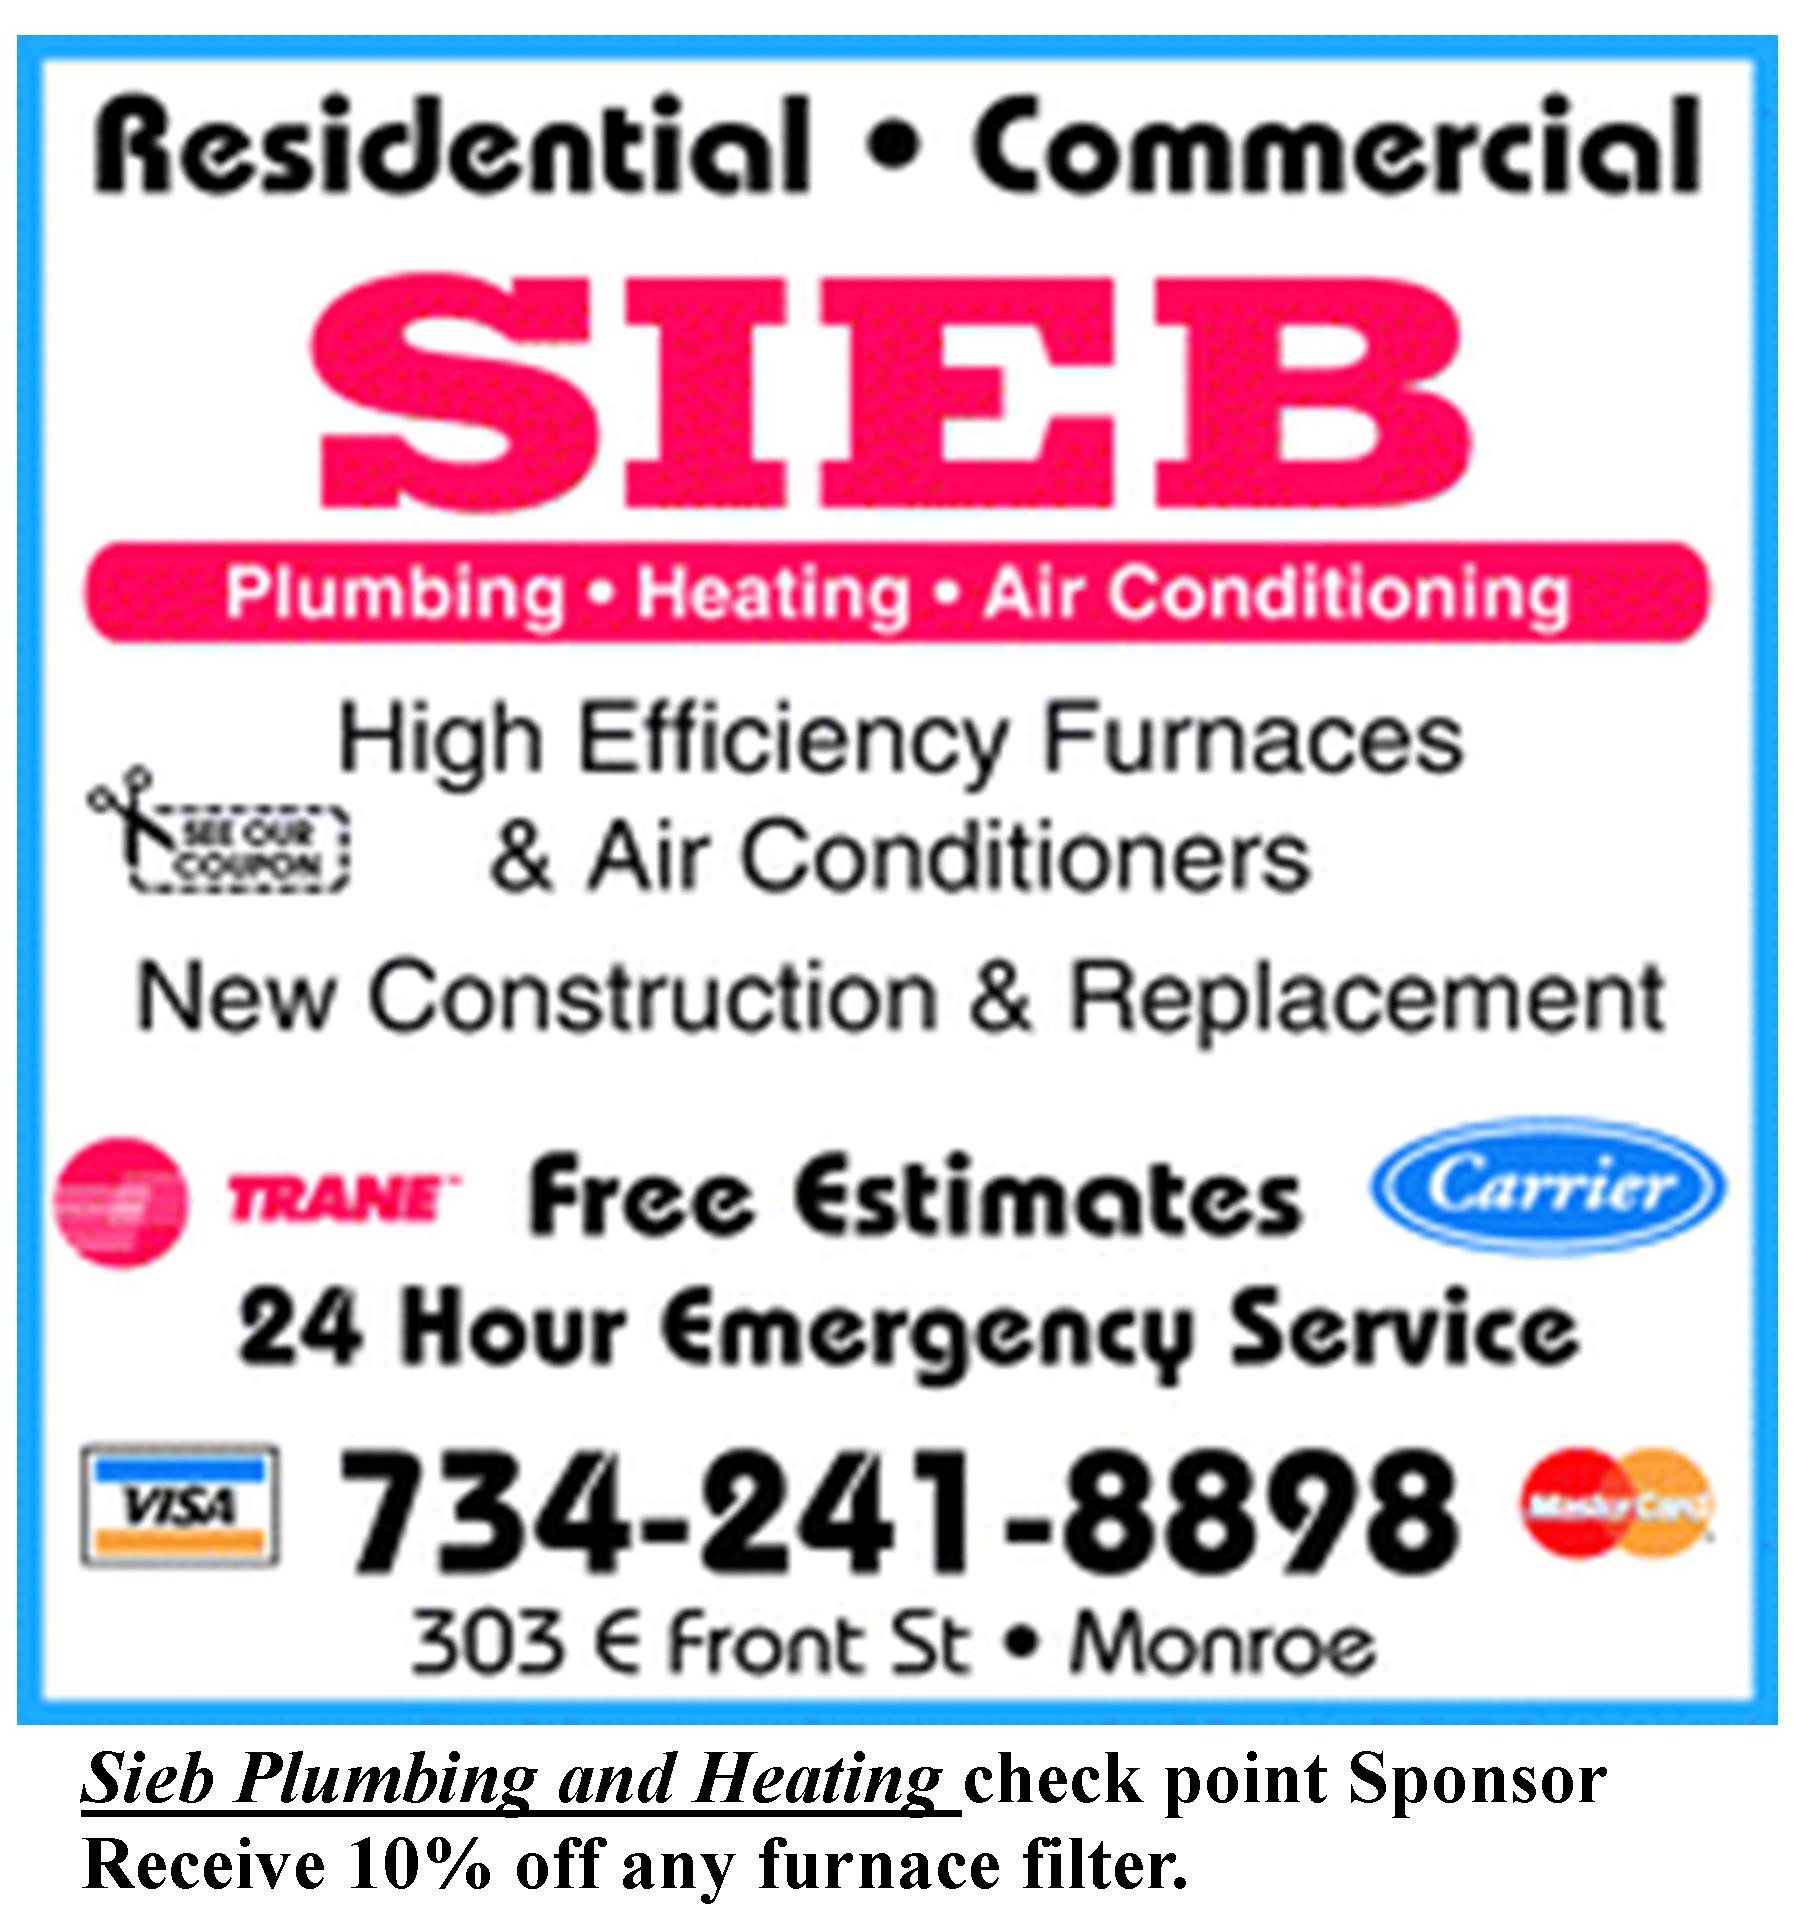 Residential • Commercial
SIEB
Plumbing • Heating • Air Conditioning
High Efficiency Furnaces
SEE OUR
COUPON
& Air Conditioners
New Construction & Replacement
TRANE™
Free Estimates
Carrier
24 Hour Emergency Service
VISA
734-241-8898
MasterCard
303 E Front St • Monroe
Sieb Plumbing and Heating check point Sponsor
Receive 10% off any furnace filter.